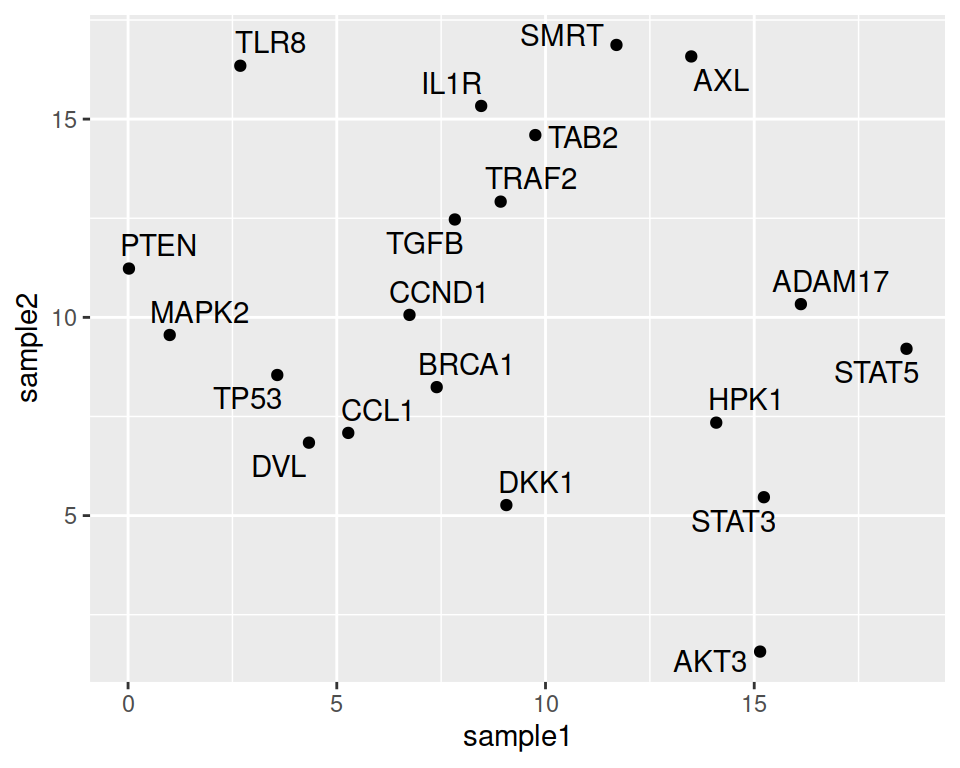 SMRT
TLR8
AXL
IL1R
15
TAB2
TRAF2
TGFB
PTEN
ADAM17
CCND1
MAPK2
10
sample2
STAT5
BRCA1
TP53
HPK1
CCL1
DVL
DKK1
STAT3
5
AKT3
0
5
10
15
sample1